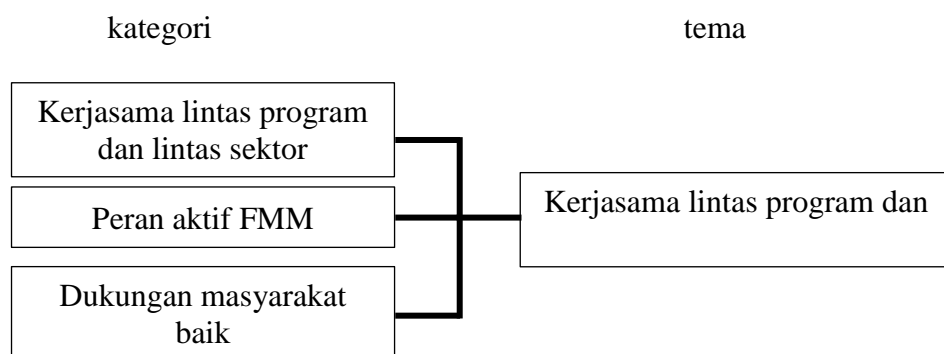 kategori
tema
Kerjasama lintas program
dan lintas sektor
Peran aktif FMM
Dukungan masyarakat
baik
Kerjasama lintas program dan